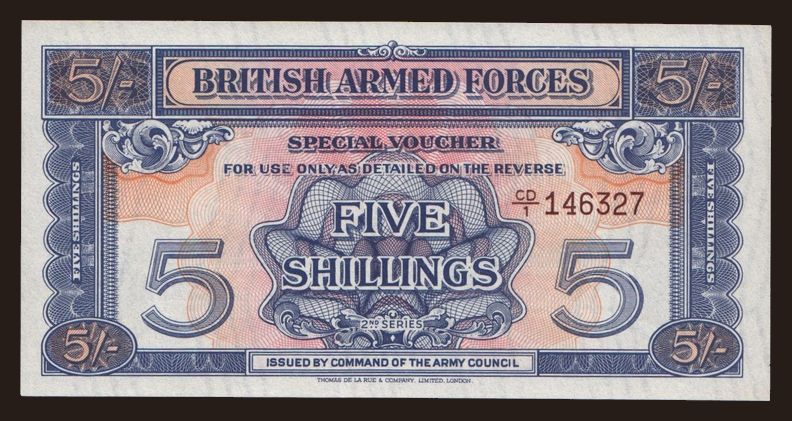 5/- BRITISH ARMED FORCES 5/-
SPECIAL VOUCHER
FOR USE ONLY AS DETAILED ON THE REVERSE
CD/1 146327
FIVE SHILLINGS
FIVE SHILLINGS
FIVE
SHILLINGS
5 5
2ND SERIES
5/- 5/-
ISSUED BY COMMAND OF THE ARMY COUNCIL
THOMAS DE LA RUE & COMPANY, LIMITED, LONDON.